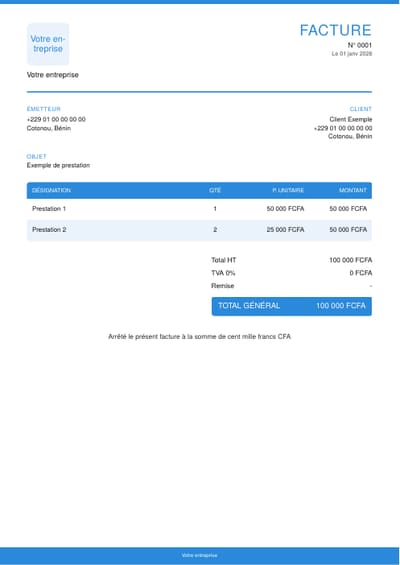 Votre en-
treprise
FACTURE
N° 0001
Le 01 janv 2026
Votre entreprise
ÉMETTEUR
CLIENT
+229 01 00 00 00 00
Client Exemple
Cotonou, Bénin
+229 01 00 00 00 00
Cotonou, Bénin
OBJET
Exemple de prestation
DÉSIGNATION QTÉ P. UNITAIRE MONTANT
Prestation 1 1 50 000 FCFA 50 000 FCFA
Prestation 2 2 25 000 FCFA 50 000 FCFA
Total HT 100 000 FCFA
TVA 0% 0 FCFA
Remise -
TOTAL GÉNÉRAL 100 000 FCFA
Arrêté le présent facture à la somme de cent mille francs CFA
Votre entreprise